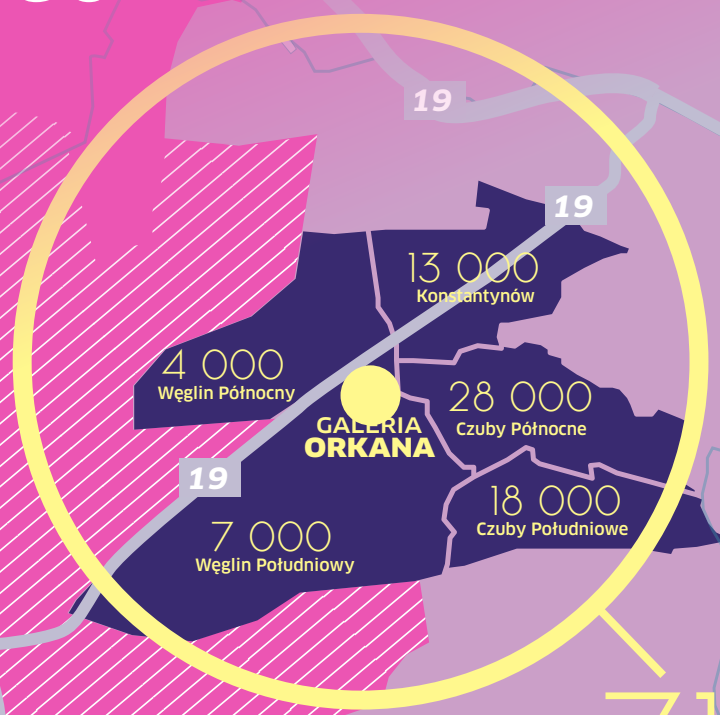 19
19
13 000
Konstantynów
4 000
Węglin Północny
28 000
Czuby Północne
GALERIA
ORKANA
19
18 000
Czuby Południowe
7 000
Węglin Południowy